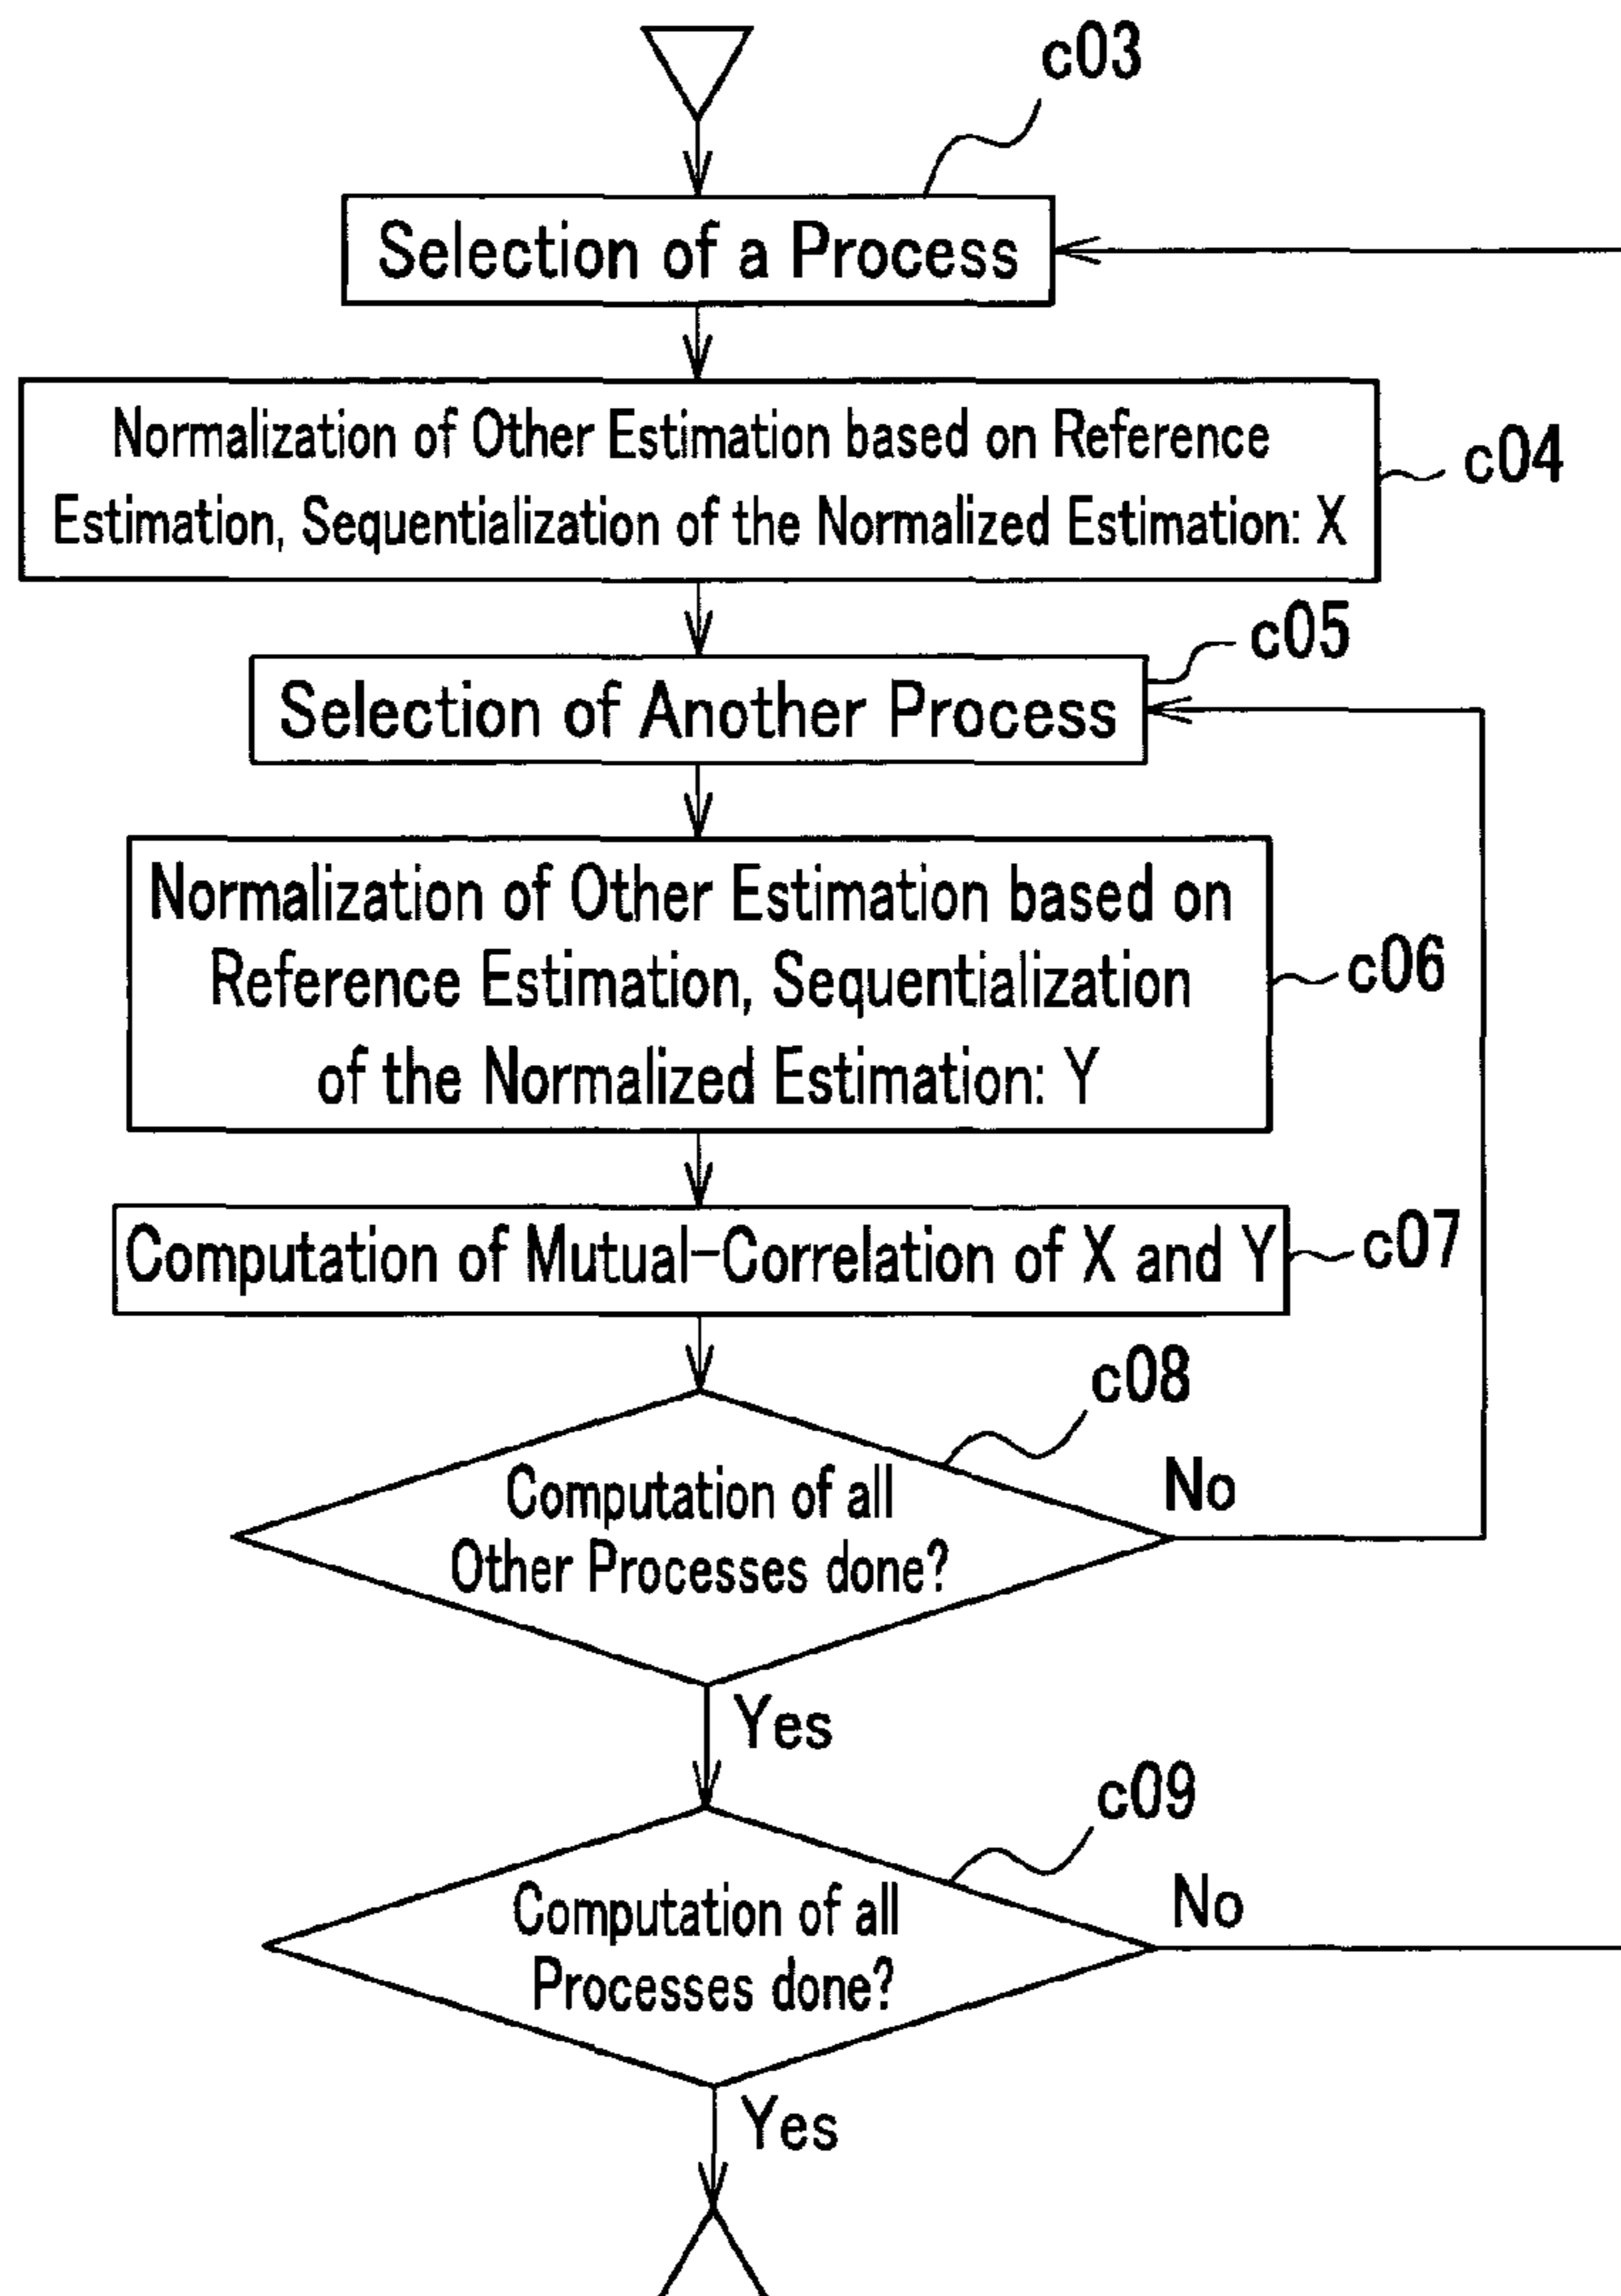 c03
Selection of a Process
Normalization of Other Estimation based on Reference
Estimation, Sequentialization of the Normalized Estimation: X
c04
c05
Selection of Another Process
Normalization of Other Estimation based on
Reference Estimation, Sequentialization
of the Normalized Estimation: Y
c06
Computation of Mutual-Correlation of X and Y
c07
c08
Computation of all
Other Processes done?
No
Yes
c09
Computation of all
Processes done?
No
Yes